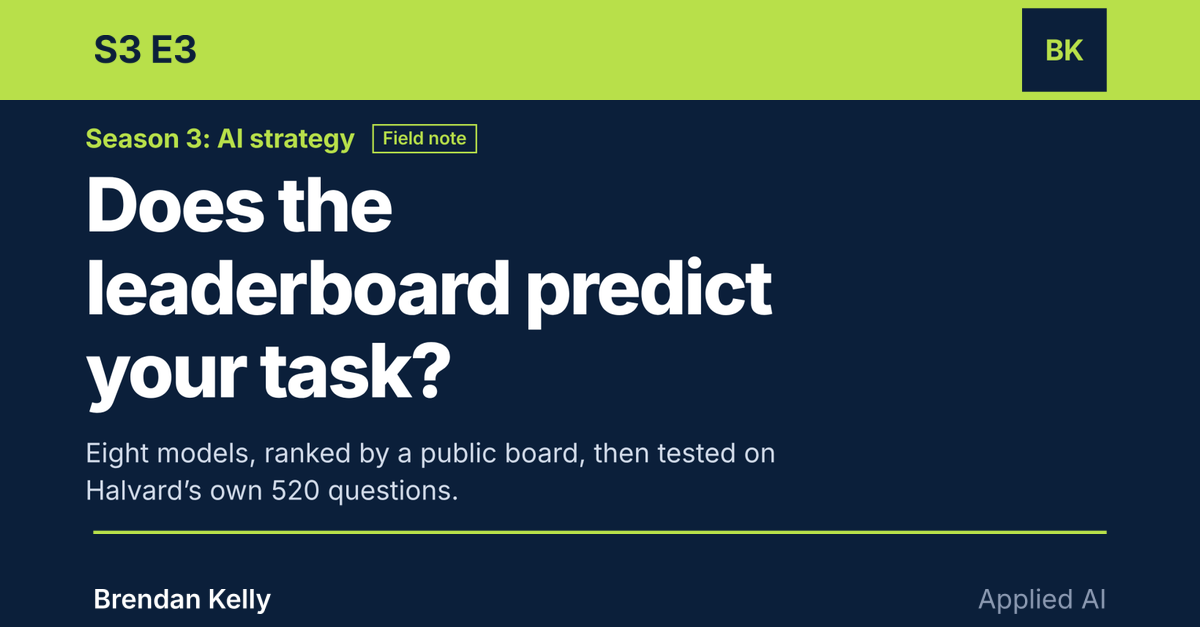 S3 E3
BK
Season 3: AI strategy
Field note
Does the
leaderboard predict
your task?
Eight models, ranked by a public board, then tested on
Halvard’s own 520 questions.
Brendan Kelly
Applied AI